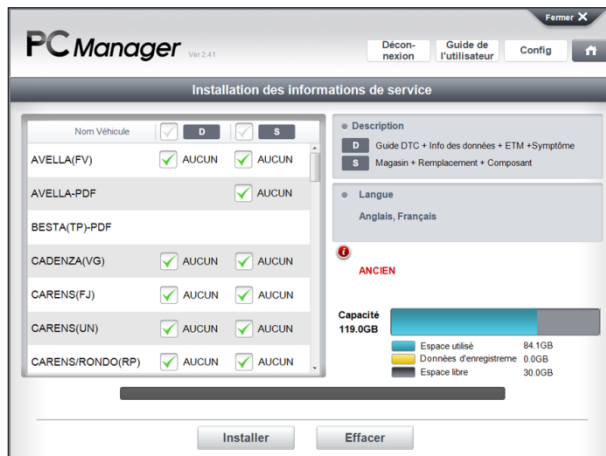 Fermer X
PC Manager Ver 2.41
Décon-
nexion
Guide de
l'utilisateur
Config
Installation des informations de service
Nom Véhicule D S
AVELLA(FV) AUCUN AUCUN
AVELLA-PDF AUCUN
BESTA(TP)-PDF
CADENZA(VG) AUCUN AUCUN
CARENS(FJ) AUCUN AUCUN
CARENS(UN) AUCUN AUCUN
CARENS/RONDO(RP) AUCUN AUCUN
Description
D Guide DTC + Info des données + ETM +Symptôme
S Magasin + Remplacement + Composant
Langue
Anglais, Français
ANCIEN
Capacité
119.0GB
Espace utilisé 84.1GB
Données d'enregistreme 0.0GB
Espace libre 30.0GB
Installer
Effacer